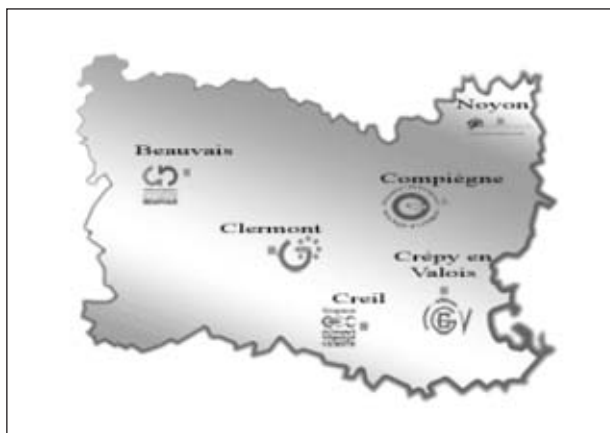 Noyon
Beauvais
Compiègne
Clermont
Crépy en
Valois
Creil